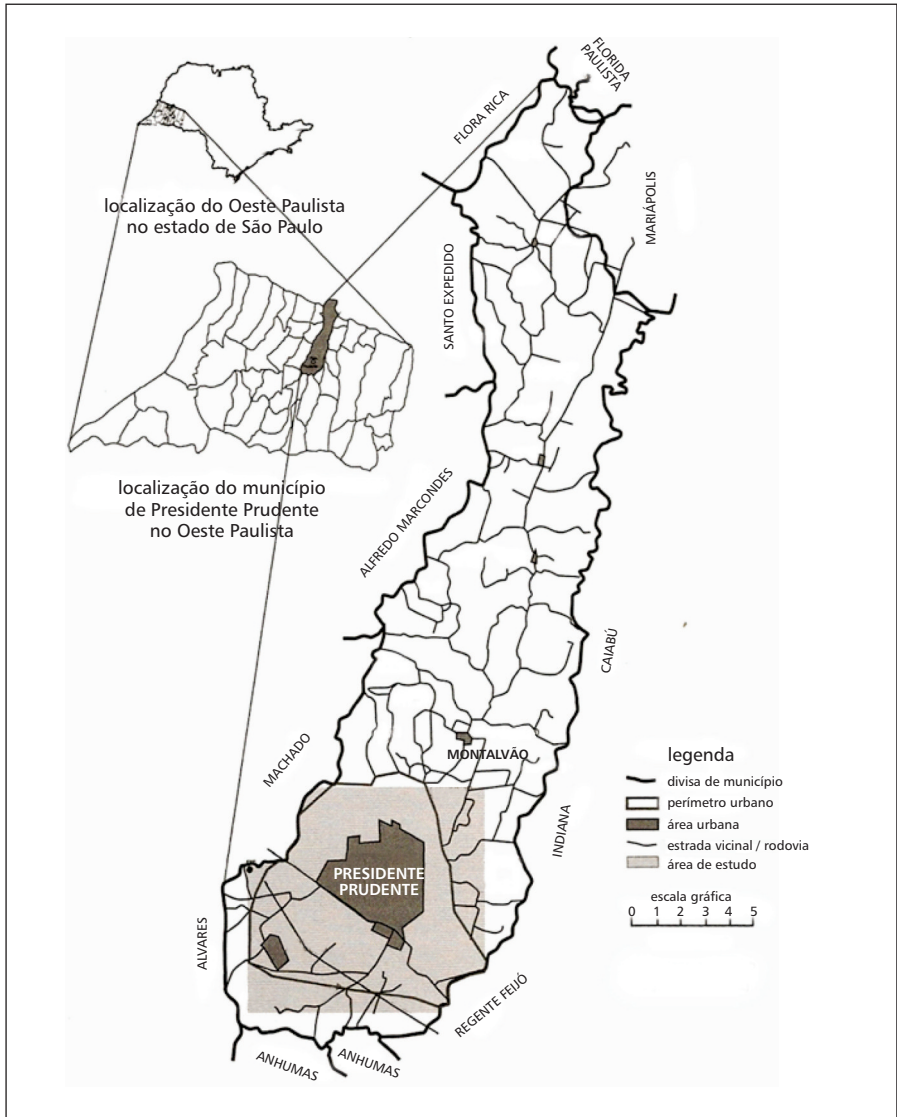 FLORIDA
PAULISTA
FLORA RICA
MARIÁPOLIS
localização do Oeste Paulista
no estado de São Paulo
SANTO EXPEDIDO
localização do município
de Presidente Prudente
no Oeste Paulista
ALFREDO MARCONDES
CAIABÚ
MACHADO
MONTALVÃO
legenda
divisa de município
perímetro urbano
área urbana
estrada vicinal / rodovia
área de estudo
INDIANA
PRESIDENTE
PRUDENTE
escala gráfica
0 1 2 3 4 5
ALVARES
REGENTE FEIJÓ
ANHUMAS
ANHUMAS